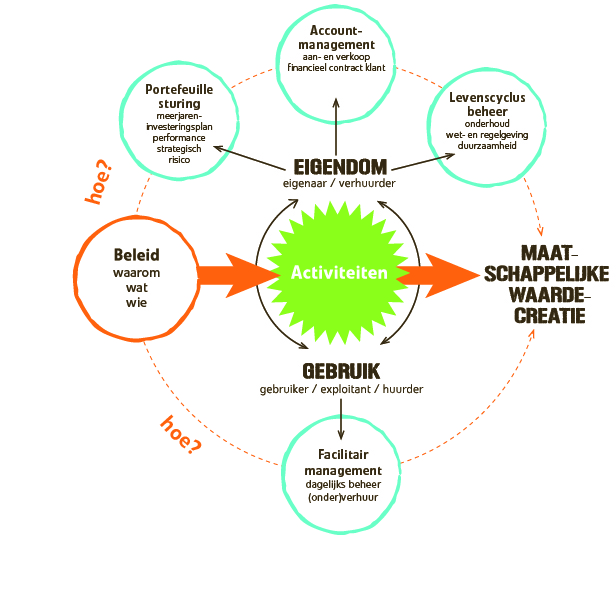 Account-
management
aan- en verkoop
financieel contract klant
Portefeuille
sturing
meerjaren-
investeringsplan
performance
strategisch
risico
Levenscyclus
beheer
onderhoud
wet- en regelgeving
duurzaamheid
EIGENDOM
eigenaar / verhuurder
hoe?
Beleid
waarom
wat
wie
Activiteiten
MAAT-
SCHAPPELIJKE
WAARDE-
CREATIE
GEBRUIK
gebruiker / exploitant / huurder
hoe?
Facilitair
management
dagelijks beheer
(onder)verhuur